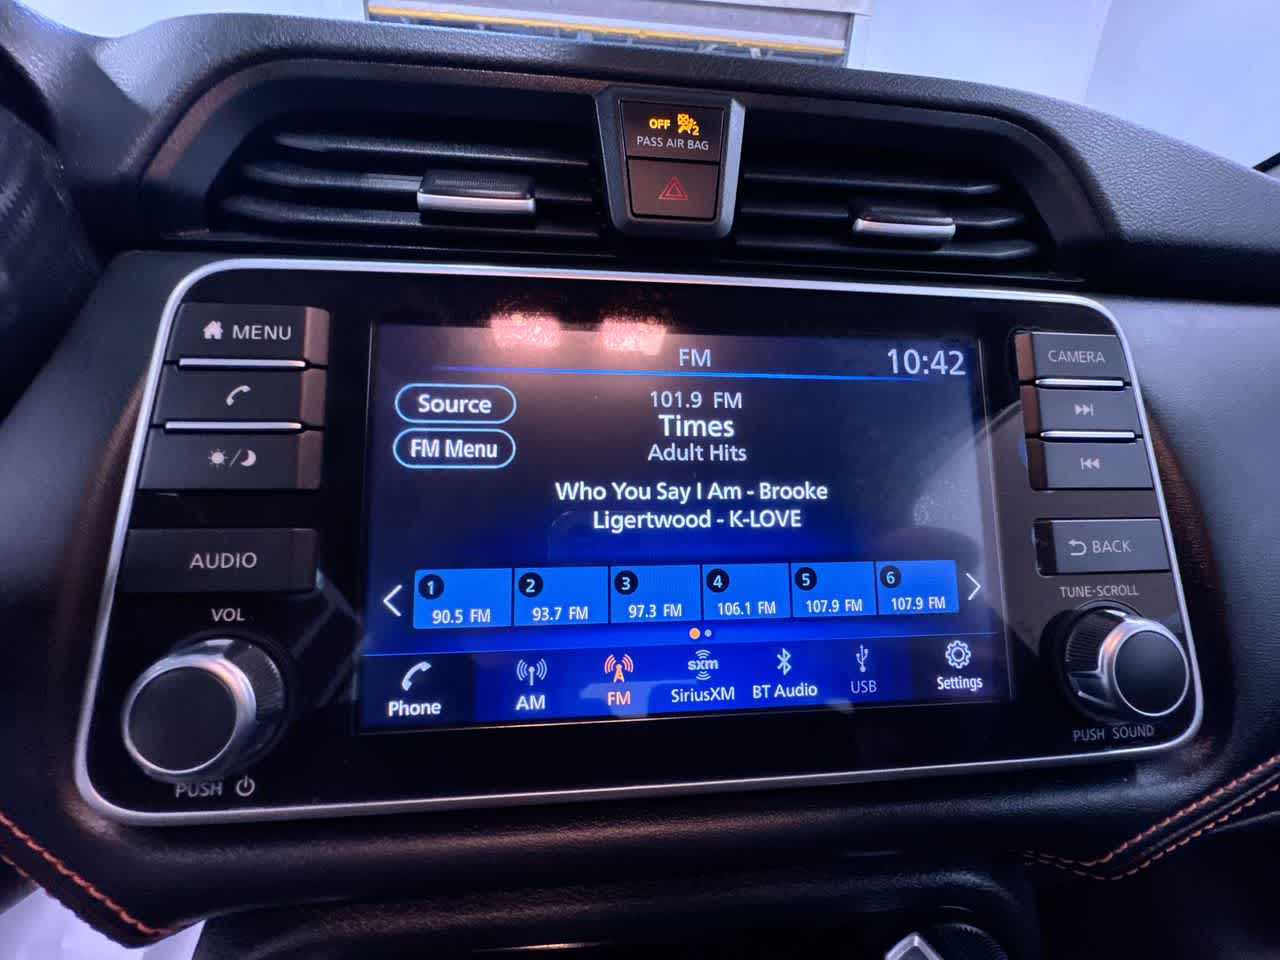 OFF 2
PASS AIR BAG
MENU
AUDIO
VOL
PUSH
FM
10:42
Source
FM Menu
101.9 FM
Times
Adult Hits
Who You Say I Am - Brooke
Ligertwood - K-LOVE
1 2 3 4 5 6
90.5 FM 93.7 FM 97.3 FM 106.1 FM 107.9 FM 107.9 FM
Phone AM FM sxm SiriusXM BT Audio USB Settings
CAMERA
BACK
TUNE-SCROLL
PUSH SOUND